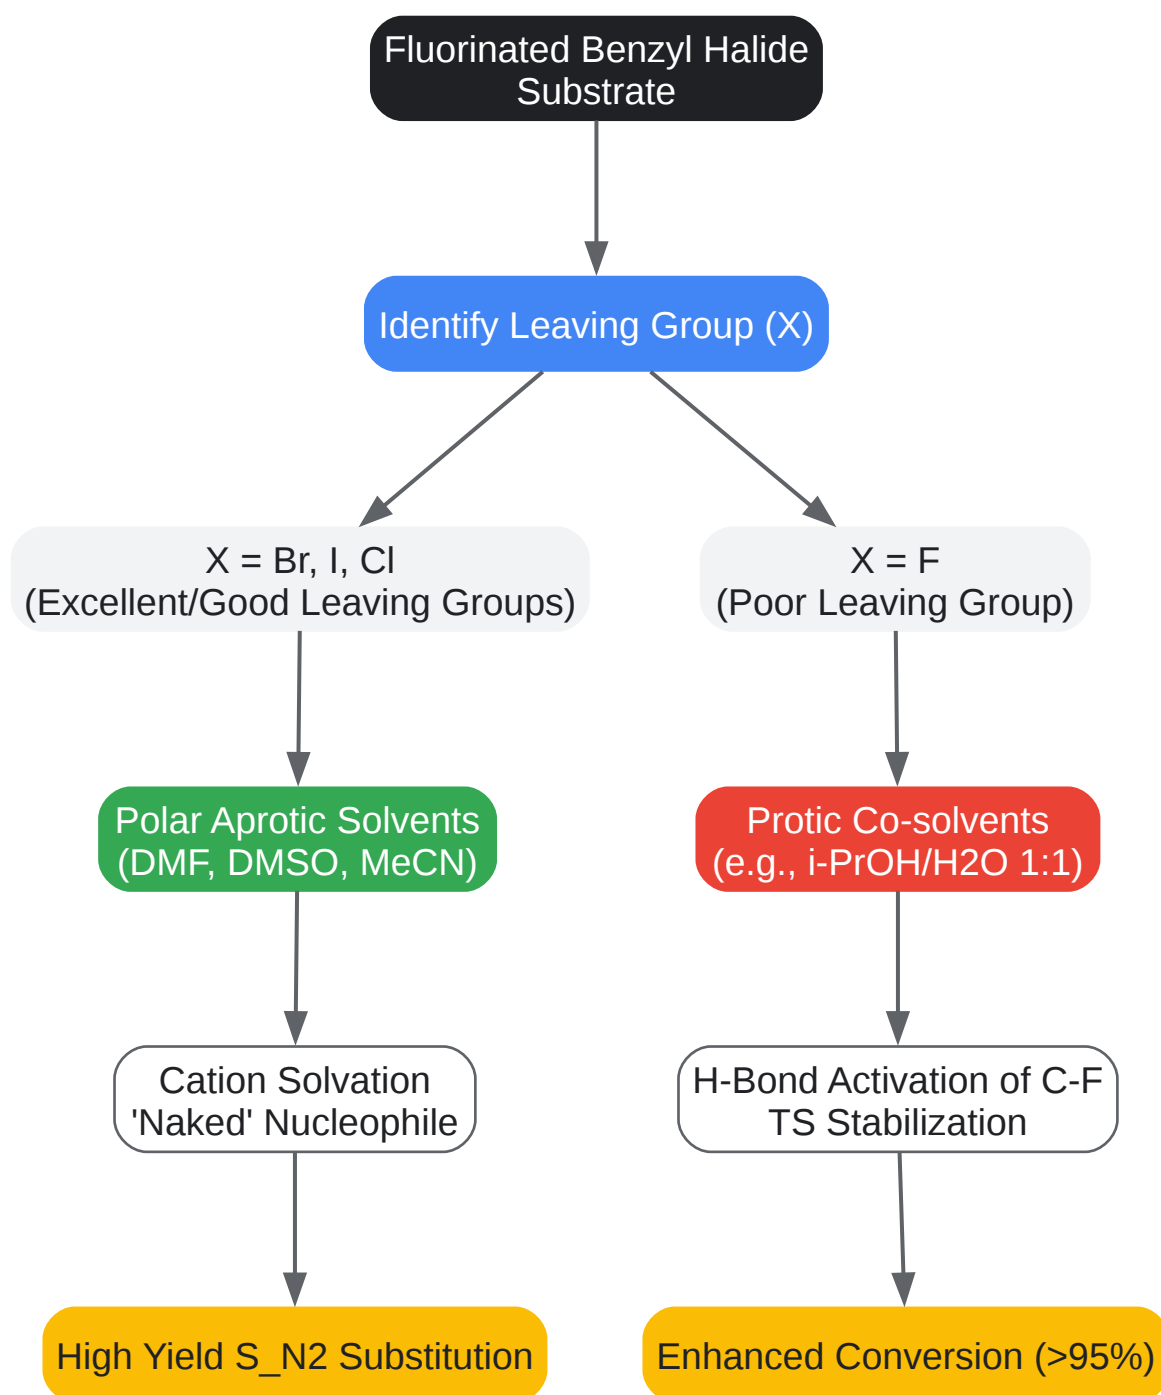 Fluorinated Benzyl Halide
Substrate
Identify Leaving Group (X)
X = Br, I, Cl
(Excellent/Good Leaving Groups)
X = F
(Poor Leaving Group)
Polar Aprotic Solvents
(DMF, DMSO, MeCN)
Protic Co-solvents
(e.g., i-PrOH/H2O 1:1)
Cation Solvation
'Naked' Nucleophile
H-Bond Activation of C-F
TS Stabilization
High Yield S_N2 Substitution
Enhanced Conversion (>95%)